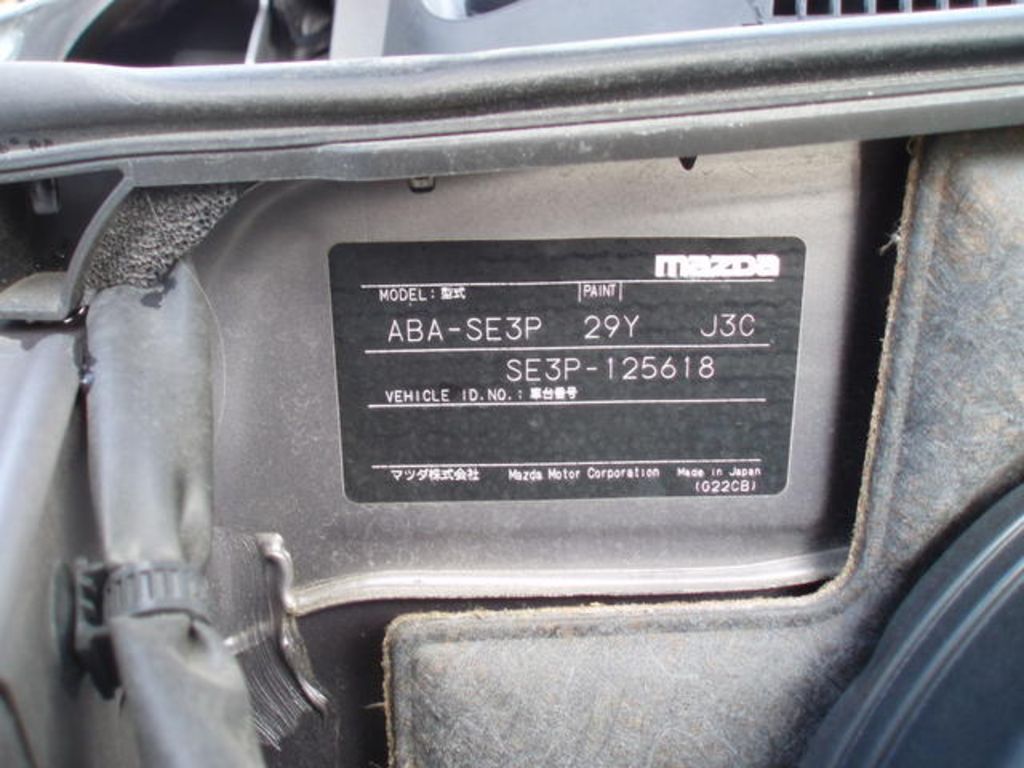 mazda
MODEL : 型式 PAINT
ABA-SE3P 29Y J3C
SE3P-125618
VEHICLE ID.NO. : 車台番号
マツダ株式会社 Mazda Motor Corporation Made in Japan
(G22CB)